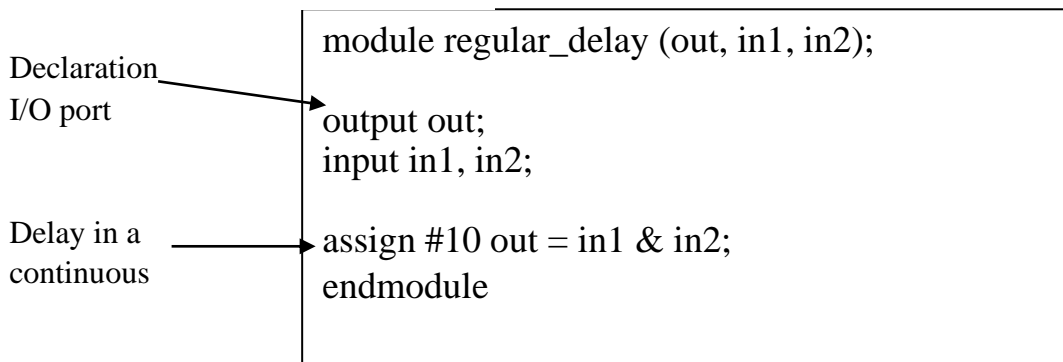 module regular_delay (out, in1, in2);
Declaration
I/O port
output out;
input in1, in2;
Delay in a
continuous
assign #10 out = in1 & in2;
endmodule